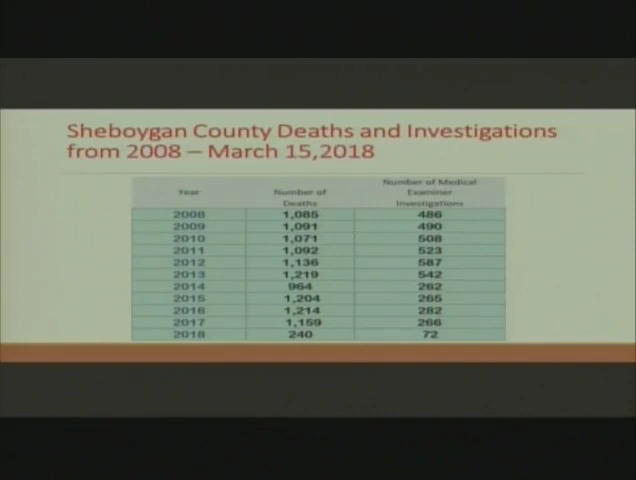 Sheboygan County Deaths and Investigations
from 2008 – March 15,2018
Year Number of Deaths Number of Medical Examiner Investigations
2008 1,085 486
2009 1,091 490
2010 1,071 508
2011 1,092 523
2012 1,136 587
2013 1,219 542
2014 964 262
2015 1,204 265
2016 1,214 282
2017 1,159 266
2018 240 72